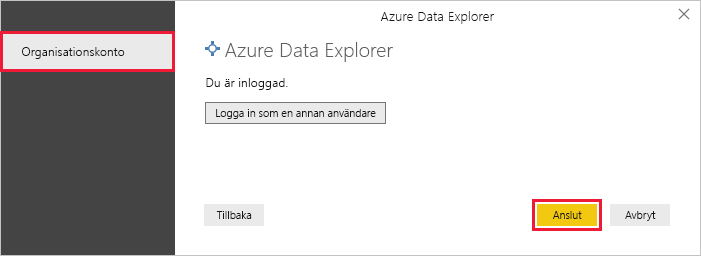 Azure Data Explorer
Organisationskonto
Azure Data Explorer
Du är inloggad.
Logga in som en annan användare
Tillbaka
Anslut
Avbryt